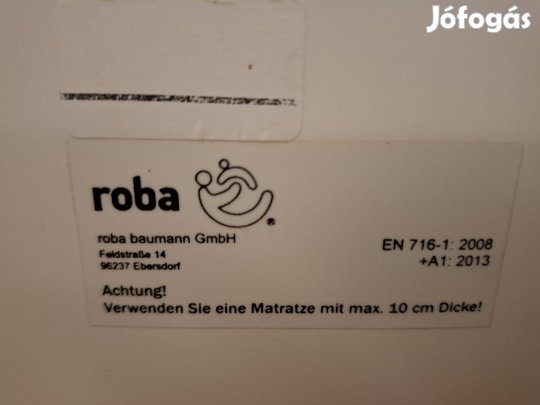 Jófogás
roba
®
roba baumann GmbH
Feldstraße 14
96237 Ebersdorf
EN 716-1: 2008
+A1: 2013
Achtung!
Verwenden Sie eine Matratze mit max. 10 cm Dicke!